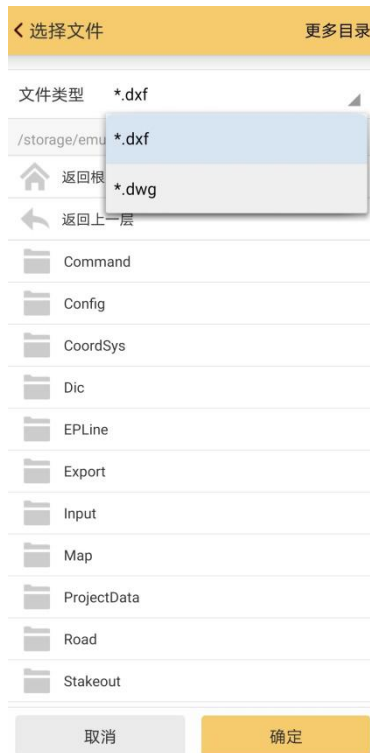 选择文件 更多目录
文件类型 *.dxf
/storage/emu
*.dxf
返回根
*.dwg
返回上一层
Command
Config
CoordSys
Dic
EPLine
Export
Input
Map
ProjectData
Road
Stakeout
取消 确定